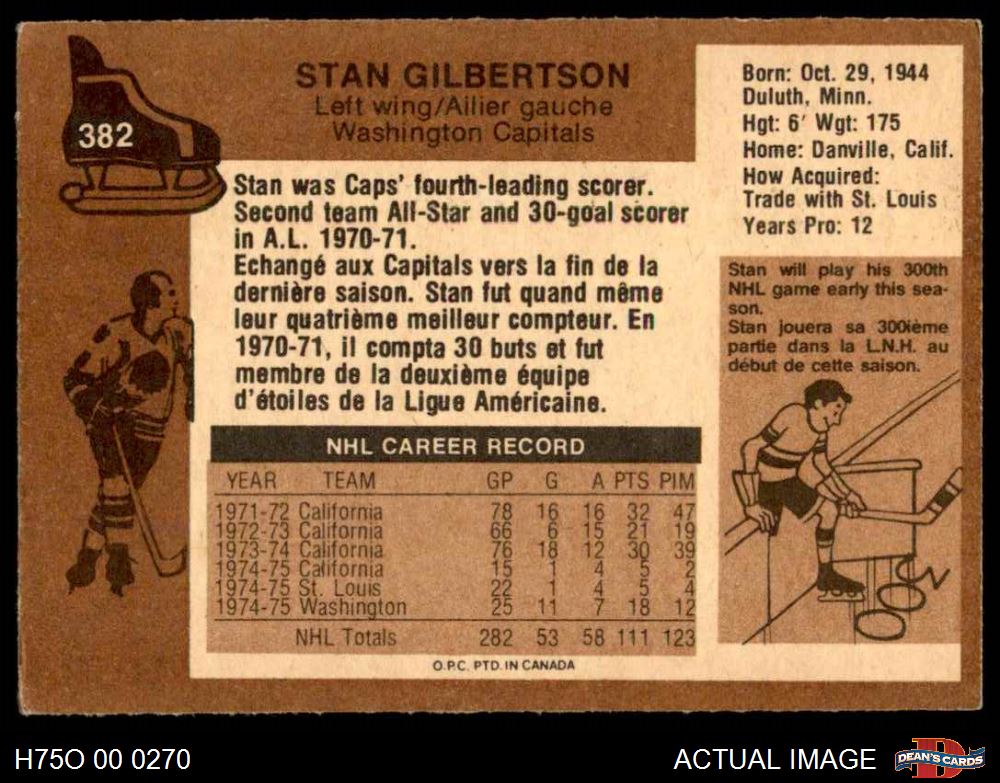 382
STAN GILBERTSON
Left wing/Ailier gauche
Washington Capitals
Born: Oct. 29, 1944
Duluth, Minn.
Hgt: 6' Wgt: 175
Home: Danville, Calif.
How Acquired:
Trade with St. Louis
Years Pro: 12
Stan was Caps' fourth-leading scorer.
Second team All-Star and 30-goal scorer
in A.L. 1970-71.
Echangé aux Capitals vers la fin de la
dernière saison. Stan fut quand même
leur quatrième meilleur compteur. En
1970-71, il compta 30 buts et fut
membre de la deuxième équipe
d'étoiles de la Ligue Américaine.
Stan will play his 300th
NHL game early this sea-
son.
Stan jouera sa 300ième
partie dans la L.N.H. au
début de cette saison.
NHL CAREER RECORD
YEAR TEAM GP G A PTS PIM
1971-72 California 78 16 16 32 47
1972-73 California 66 6 15 21 19
1973-74 California 76 18 12 30 39
1974-75 California 15 1 4 5 2
1974-75 St. Louis 22 1 4 5 4
1974-75 Washington 25 11 7 18 12
NHL Totals 282 53 58 111 123
O.P.C. PTD. IN CANADA
300
H75O 00 0270
ACTUAL IMAGE
DEAN'S CARDS